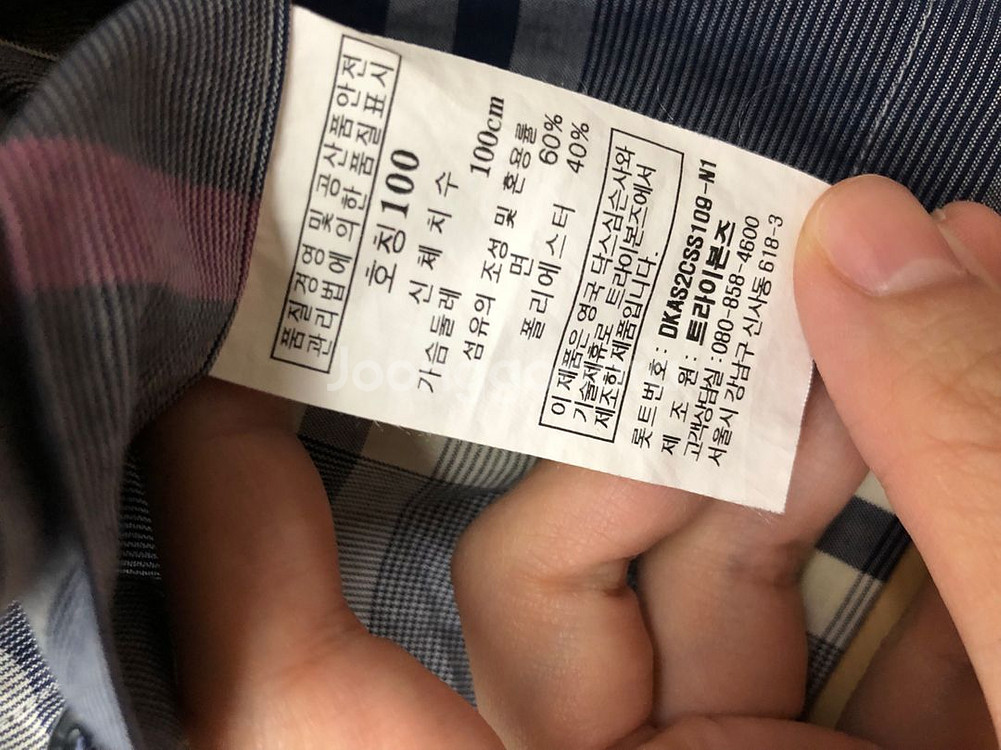 품질경영 및 공산품안전
관리법에 의한 품질표시
호칭100
신 체 치 수
가슴둘레 100cm
섬유의 조성 및 혼용률
면 60%
폴리에스터 40%
이 제품은 영국 닥스심슨사와
기술제휴로 트라이본즈에서
제조한 제품입니다.
롯트번호 : DKAS2CSS109-N1
제 조 원 : 트라이본즈
고객상담실 : 080-858-4600
서울시 강남구 신사동 618-3